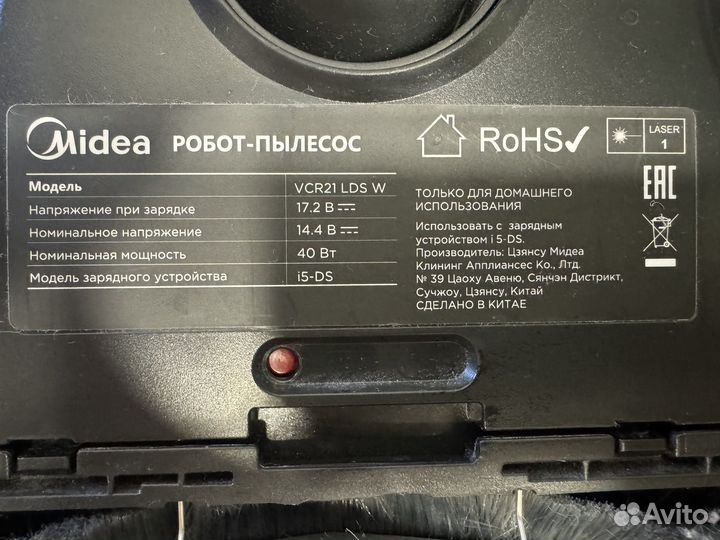 Midea РОБОТ-ПЫЛЕСОС
Модель VCR21 LDS W
Напряжение при зарядке 17.2 В
Номинальное напряжение 14.4 В
Номинальная мощность 40 Вт
Модель зарядного устройства i5-DS
RoHS✓
LASER
1
EAC
ТОЛЬКО ДЛЯ ДОМАШНЕГО
ИСПОЛЬЗОВАНИЯ
Использовать с зарядным
устройством i 5-DS.
Производитель: Цзянсу Мидеа
Клининг Апплиансес Ко., Лтд.
№ 39 Цаоху Авеню, Сянчэн Дистрикт,
Сучжоу, Цзянсу, Китай
СДЕЛАНО В КИТАЕ
Avito